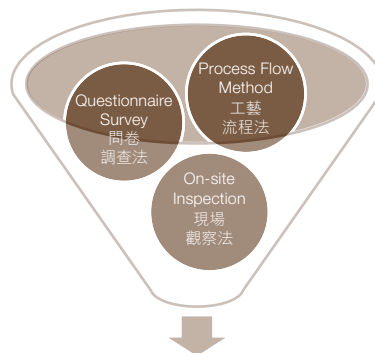 Process Flow
Method
工藝
流程法
Questionnaire
Survey
問卷
調查法
On-site
Inspection
現場
觀察法